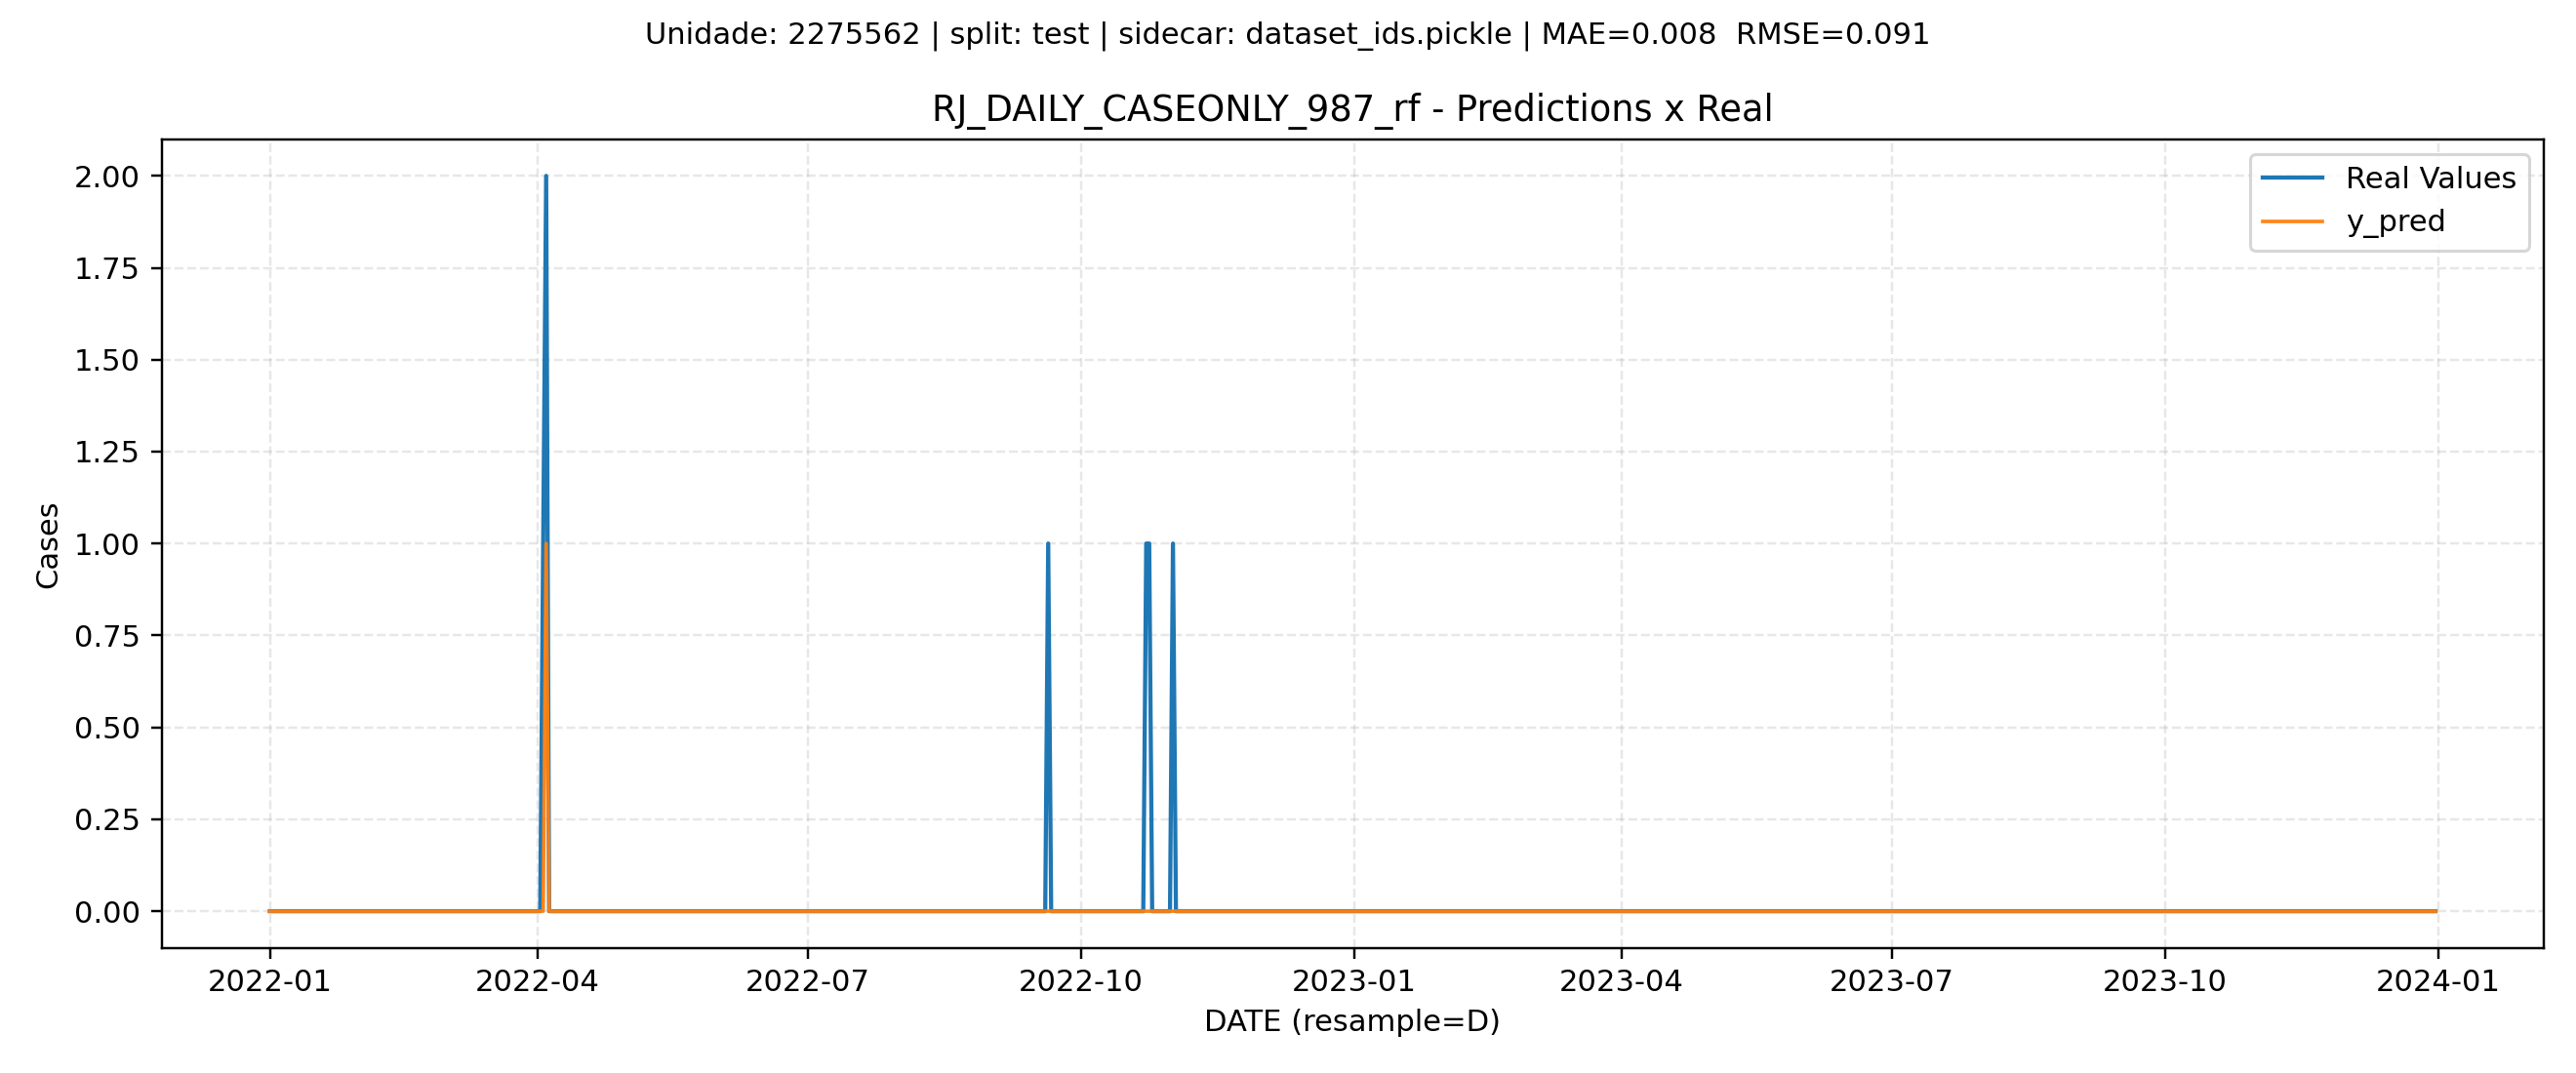 Unidade: 2275562 | split: test | sidecar: dataset_ids.pickle | MAE=0.008  RMSE=0.091
RJ_DAILY_CASEONLY_987_rf - Predictions x Real
Real Values
y_pred
2.00
1.75
1.50
1.25
1.00
0.75
0.50
0.25
0.00
Cases
2022-01 2022-04 2022-07 2022-10 2023-01 2023-04 2023-07 2023-10 2024-01
DATE (resample=D)